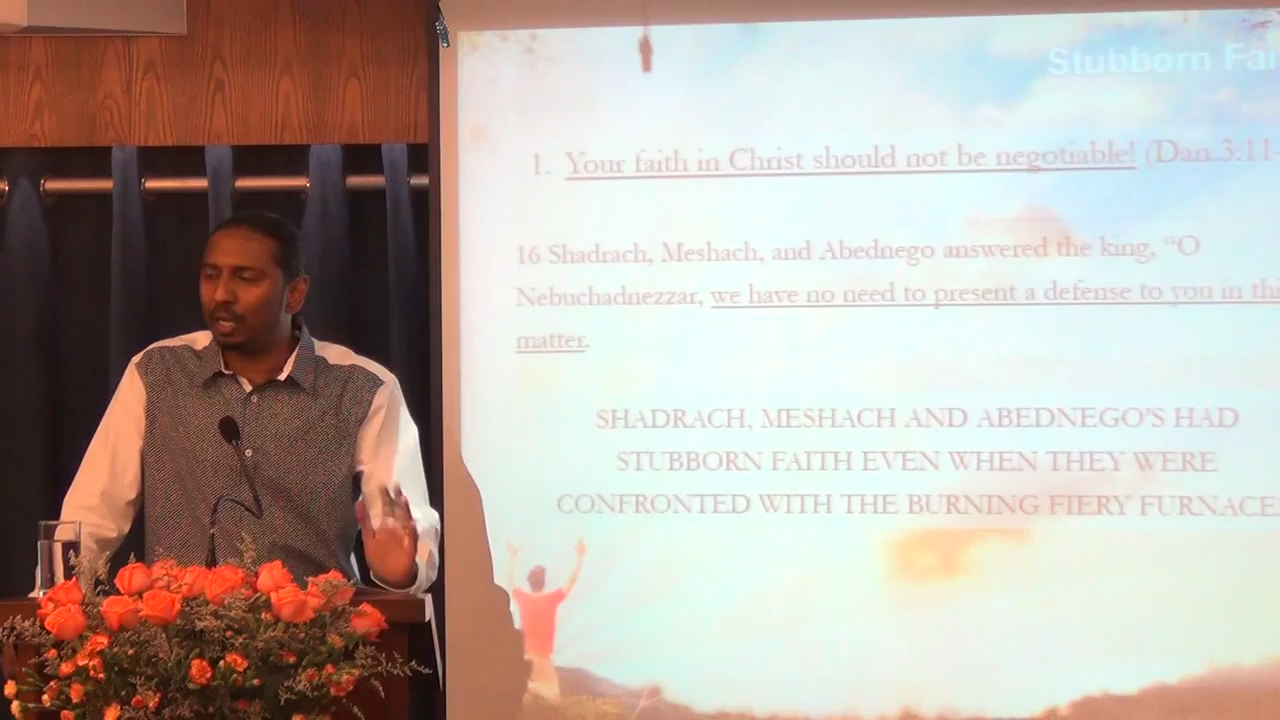 Stubborn Fai
1. Your faith in Christ should not be negotiable! (Dan 3:11-
16 Shadrach, Meshach, and Abednego answered the king, “O
Nebuchadnezzar, we have no need to present a defense to you in thi
matter.
SHADRACH, MESHACH AND ABEDNEGO’S HAD
STUBBORN FAITH EVEN WHEN THEY WERE
CONFRONTED WITH THE BURNING FIERY FURNACE